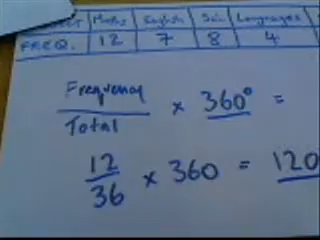 Maths English Sci. Languages
FREQ. 12 7 8 4
Frequency
Total
× 360° =
12
36
× 360 = 120